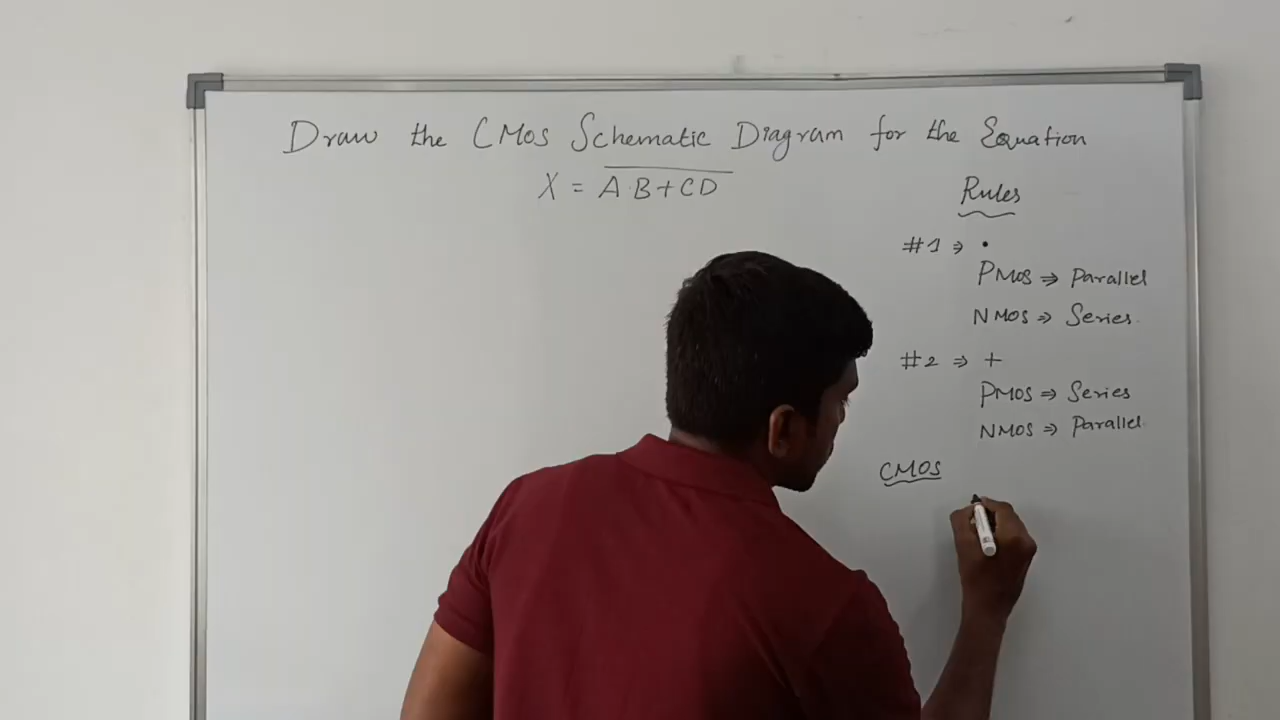 Draw the CMOS Schematic Diagram for the Equation
X = \overline{A·B+CD}
Rules
#1 ⇒ •
PMOS ⇒ Parallel
NMOS ⇒ Series.
#2 ⇒ +
PMOS ⇒ Series
NMOS ⇒ Parallel.
CMOS